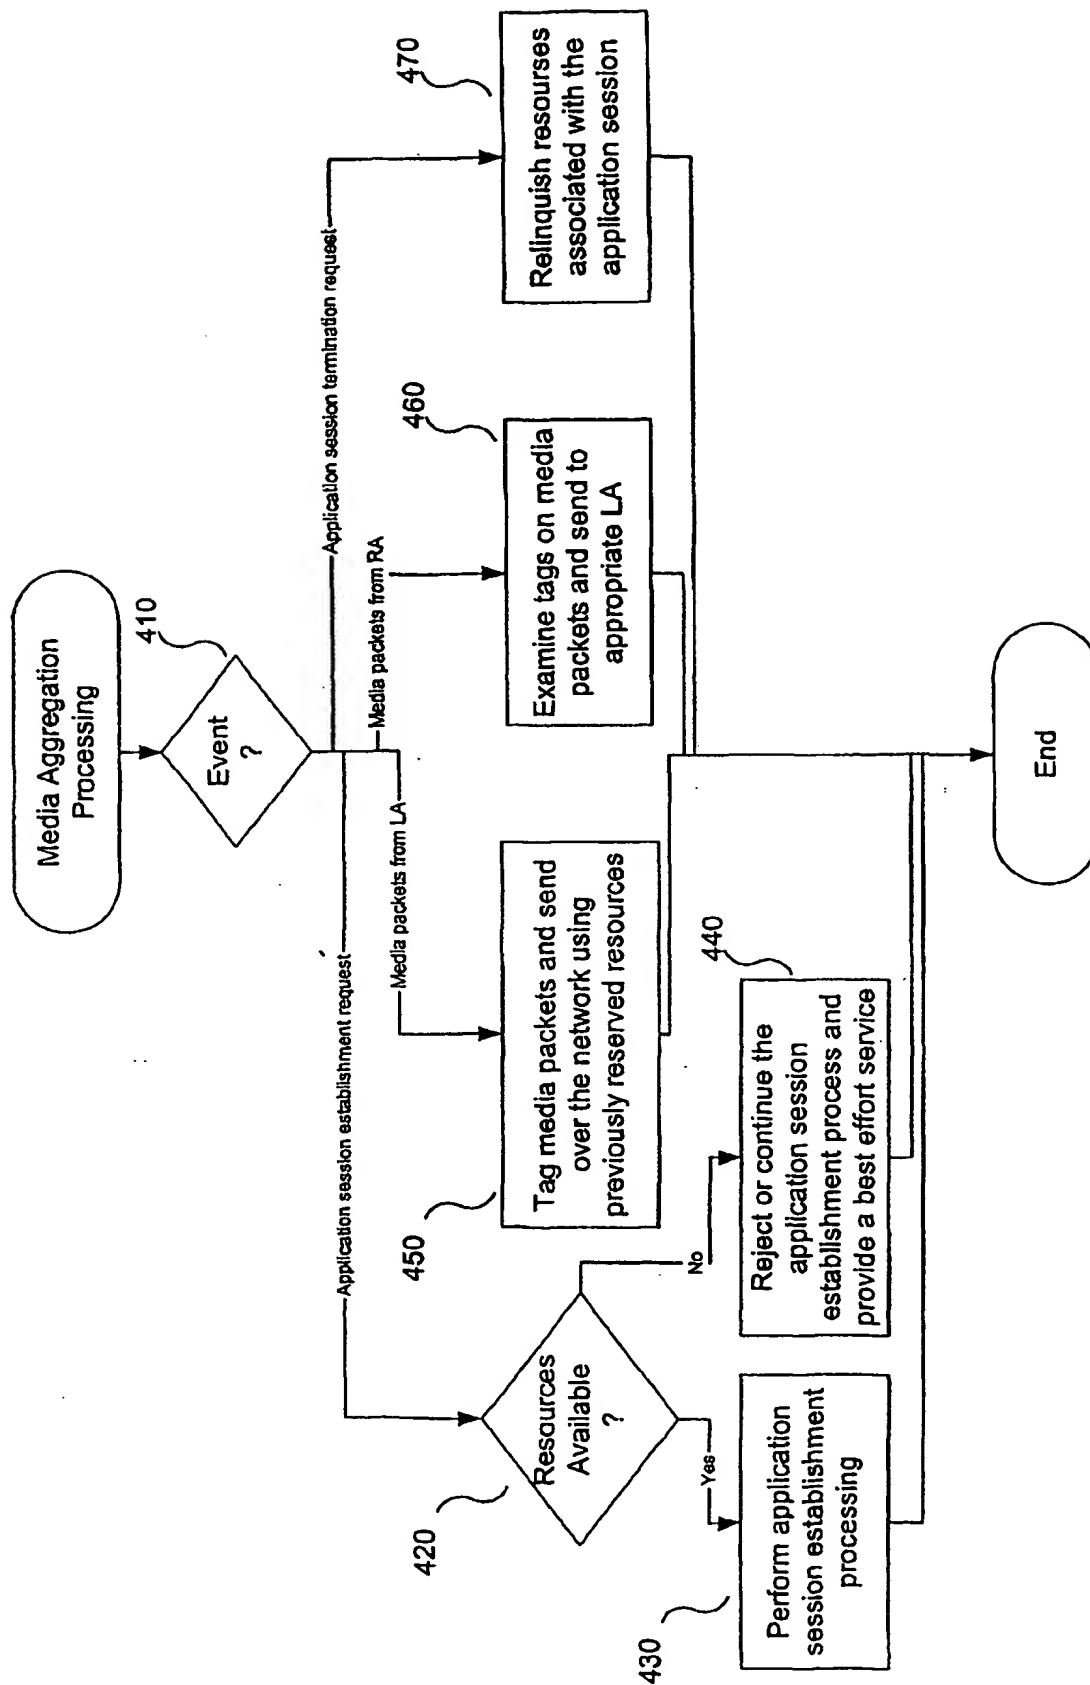 Media Aggregation
Processing
410
Event
?
Application session establishment request
Media packets from LA
Media packets from RA
Application session termination request
420
Resources
Available
?
Yes
No
430
Perform application
session establishment
processing
440
Reject or continue the
application session
establishment process and
provide a best effort service
450
Tag media packets and send
over the network using
previously reserved resources
460
Examine tags on media
packets and send to
appropriate LA
470
Relinquish resourses
associated with the
application session
End